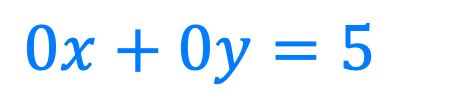 0x + 0y = 5